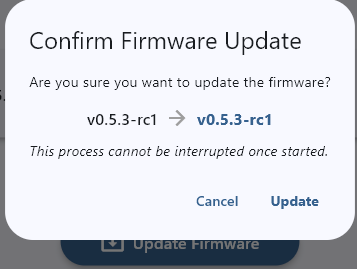 Confirm Firmware Update
Are you sure you want to update the firmware?
v0.5.3-rc1 → v0.5.3-rc1
This process cannot be interrupted once started.
Cancel Update
Update Firmware